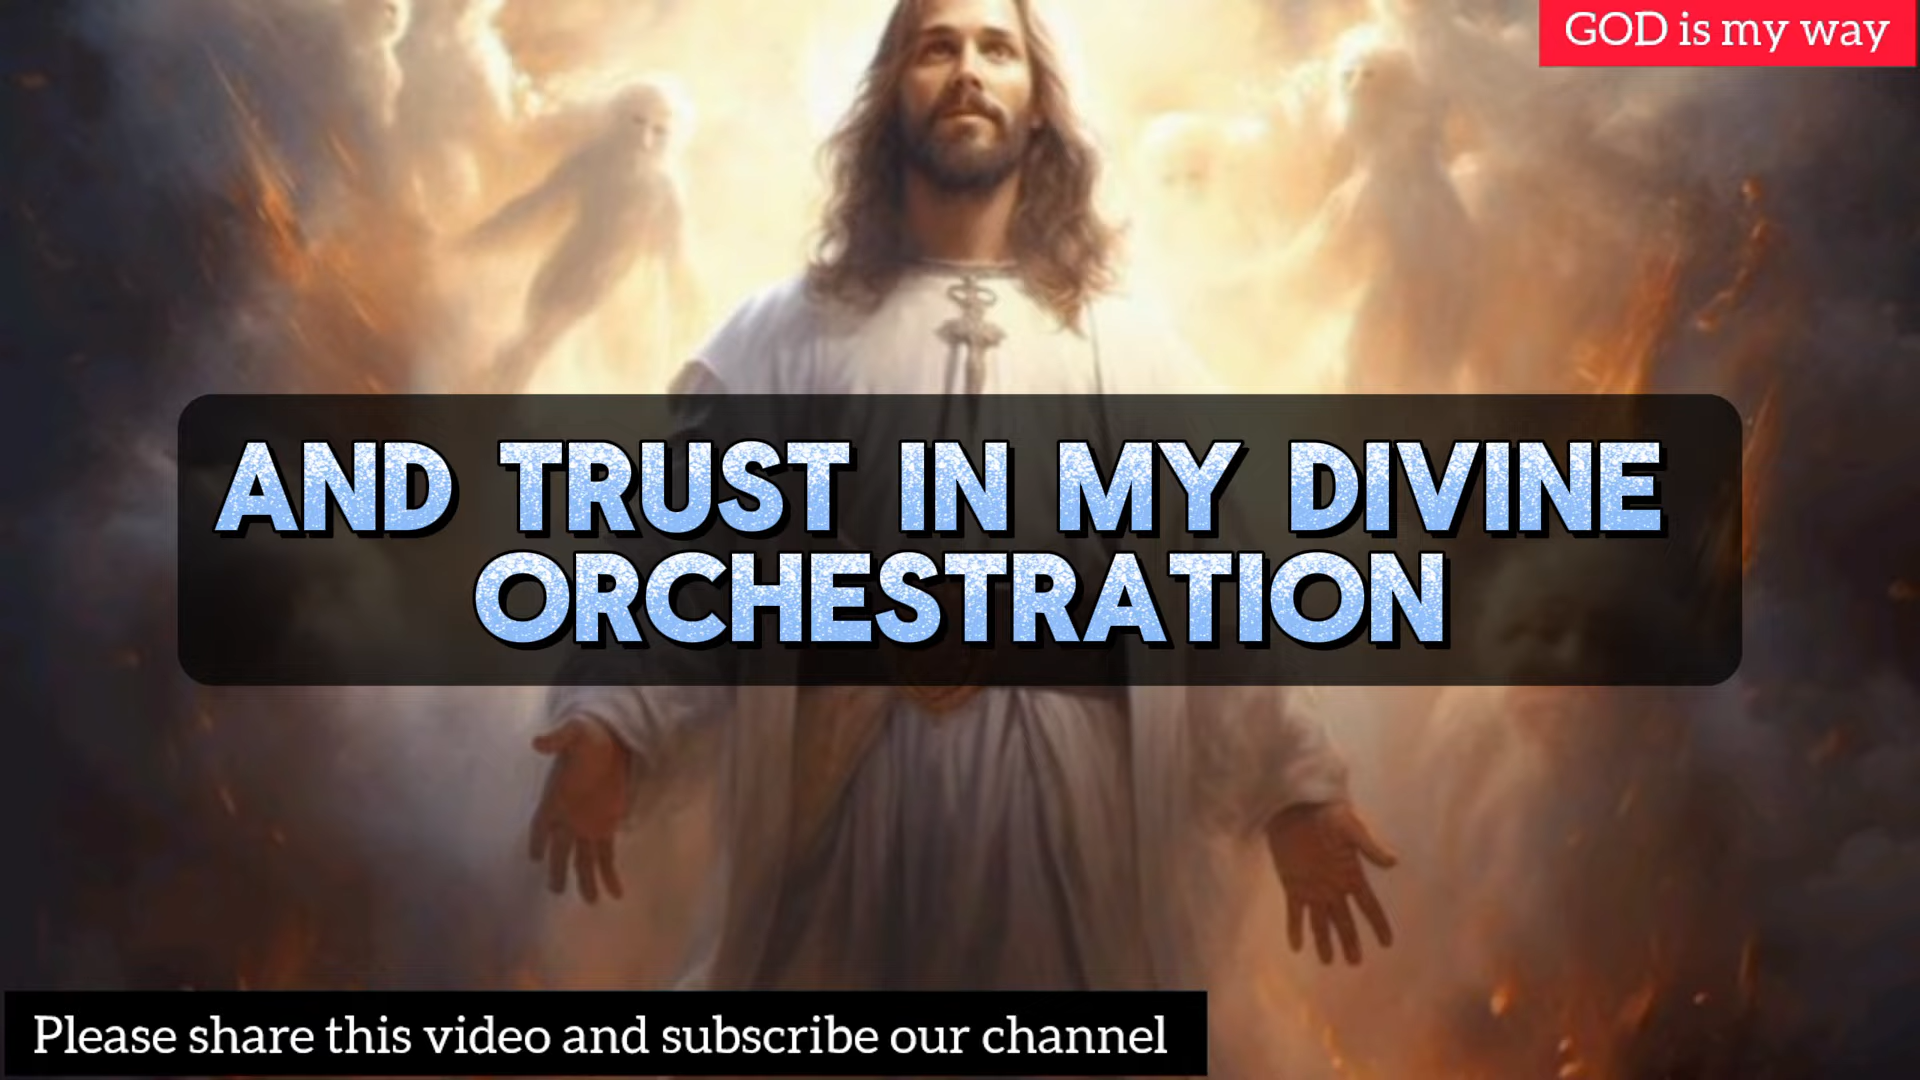 GOD is my way
AND TRUST IN MY DIVINE
ORCHESTRATION
Please share this video and subscribe our channel